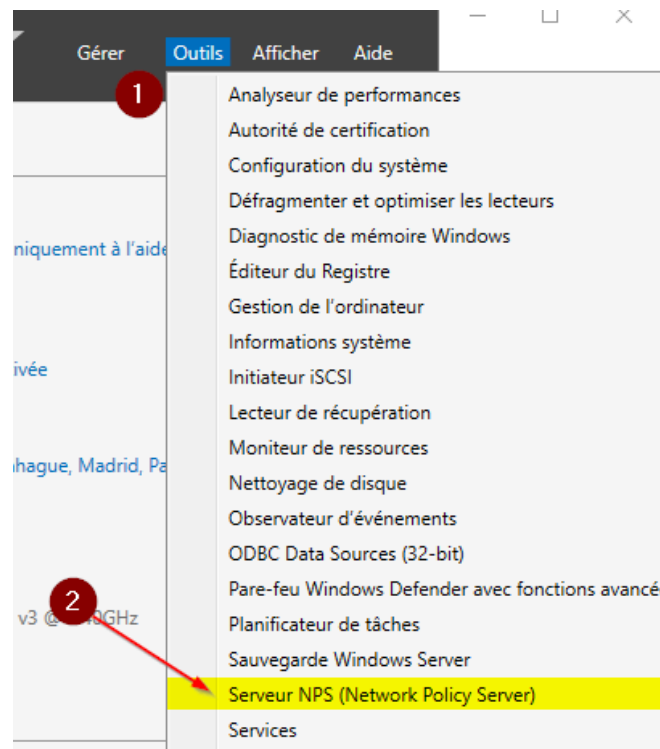 Gérer Outils Afficher Aide
1
Analyseur de performances
Autorité de certification
Configuration du système
Défragmenter et optimiser les lecteurs
Diagnostic de mémoire Windows
niquement à l'aide
Éditeur du Registre
Gestion de l'ordinateur
Informations système
ivée
Initiateur iSCSI
Lecteur de récupération
Moniteur de ressources
hague, Madrid, Pa
Nettoyage de disque
Observateur d'événements
ODBC Data Sources (32-bit)
Pare-feu Windows Defender avec fonctions avancé
2
v3 @ 40GHz
Planificateur de tâches
Sauvegarde Windows Server
Serveur NPS (Network Policy Server)
Services